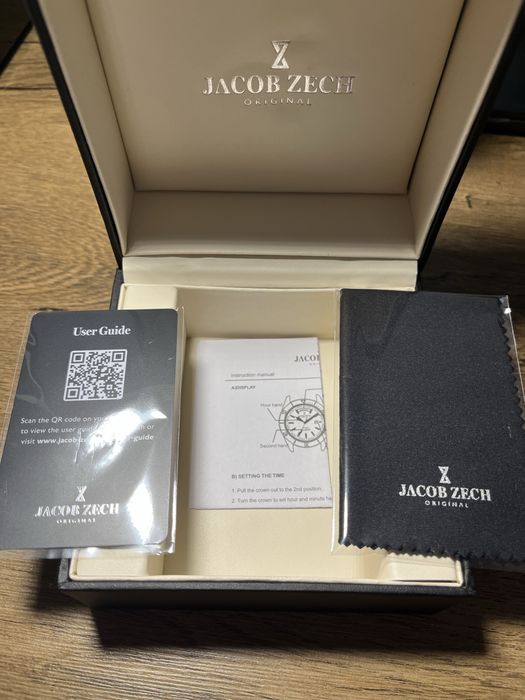 JACOB ZECH
ORIGINAL
User Guide
Scan the QR code on
to view the user or
visit www.jacob
JACOB ZECH
ORIGINAL
Instruction manual
A)DISPLAY
Hour hand
Second hand
B) SETTING THE TIME
1. Pull the crown out to the 2nd position.
2. Turn the crown to set hour and minute
JACOB ZECH
ORIGINAL